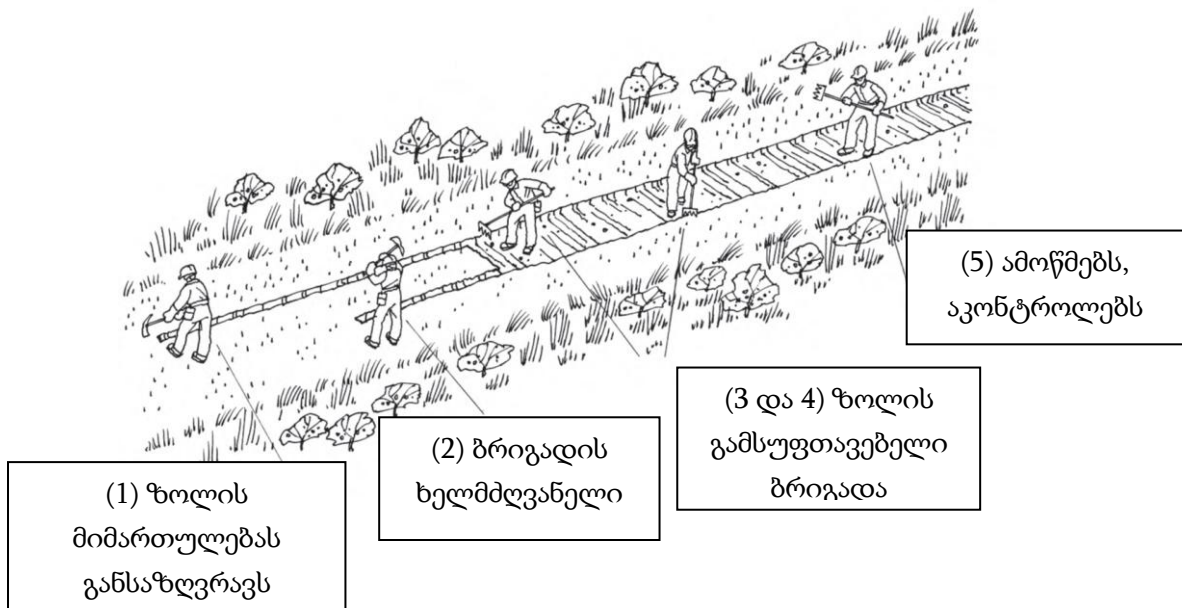 (1) ზოლის
მიმართულებას
განსაზღვრავს
(2) ბრიგადის
ხელმძღვანელი
(3 და 4) ზოლის
გამსუფთავებელი
ბრიგადა
(5) ამოწმებს,
აკონტროლებს